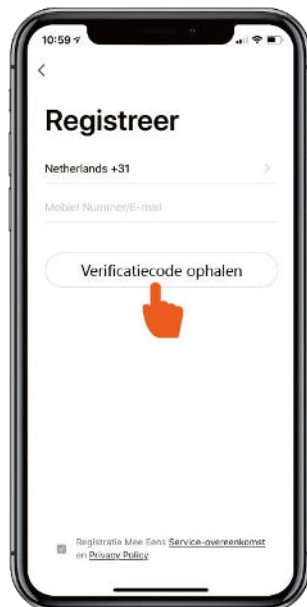 10:59
Registreer
Netherlands +31
Mobiel Nummer/E-mail
Verificatiecode ophalen
Registratie Mee Eens Service-overeenkomst
en Privacy Policy